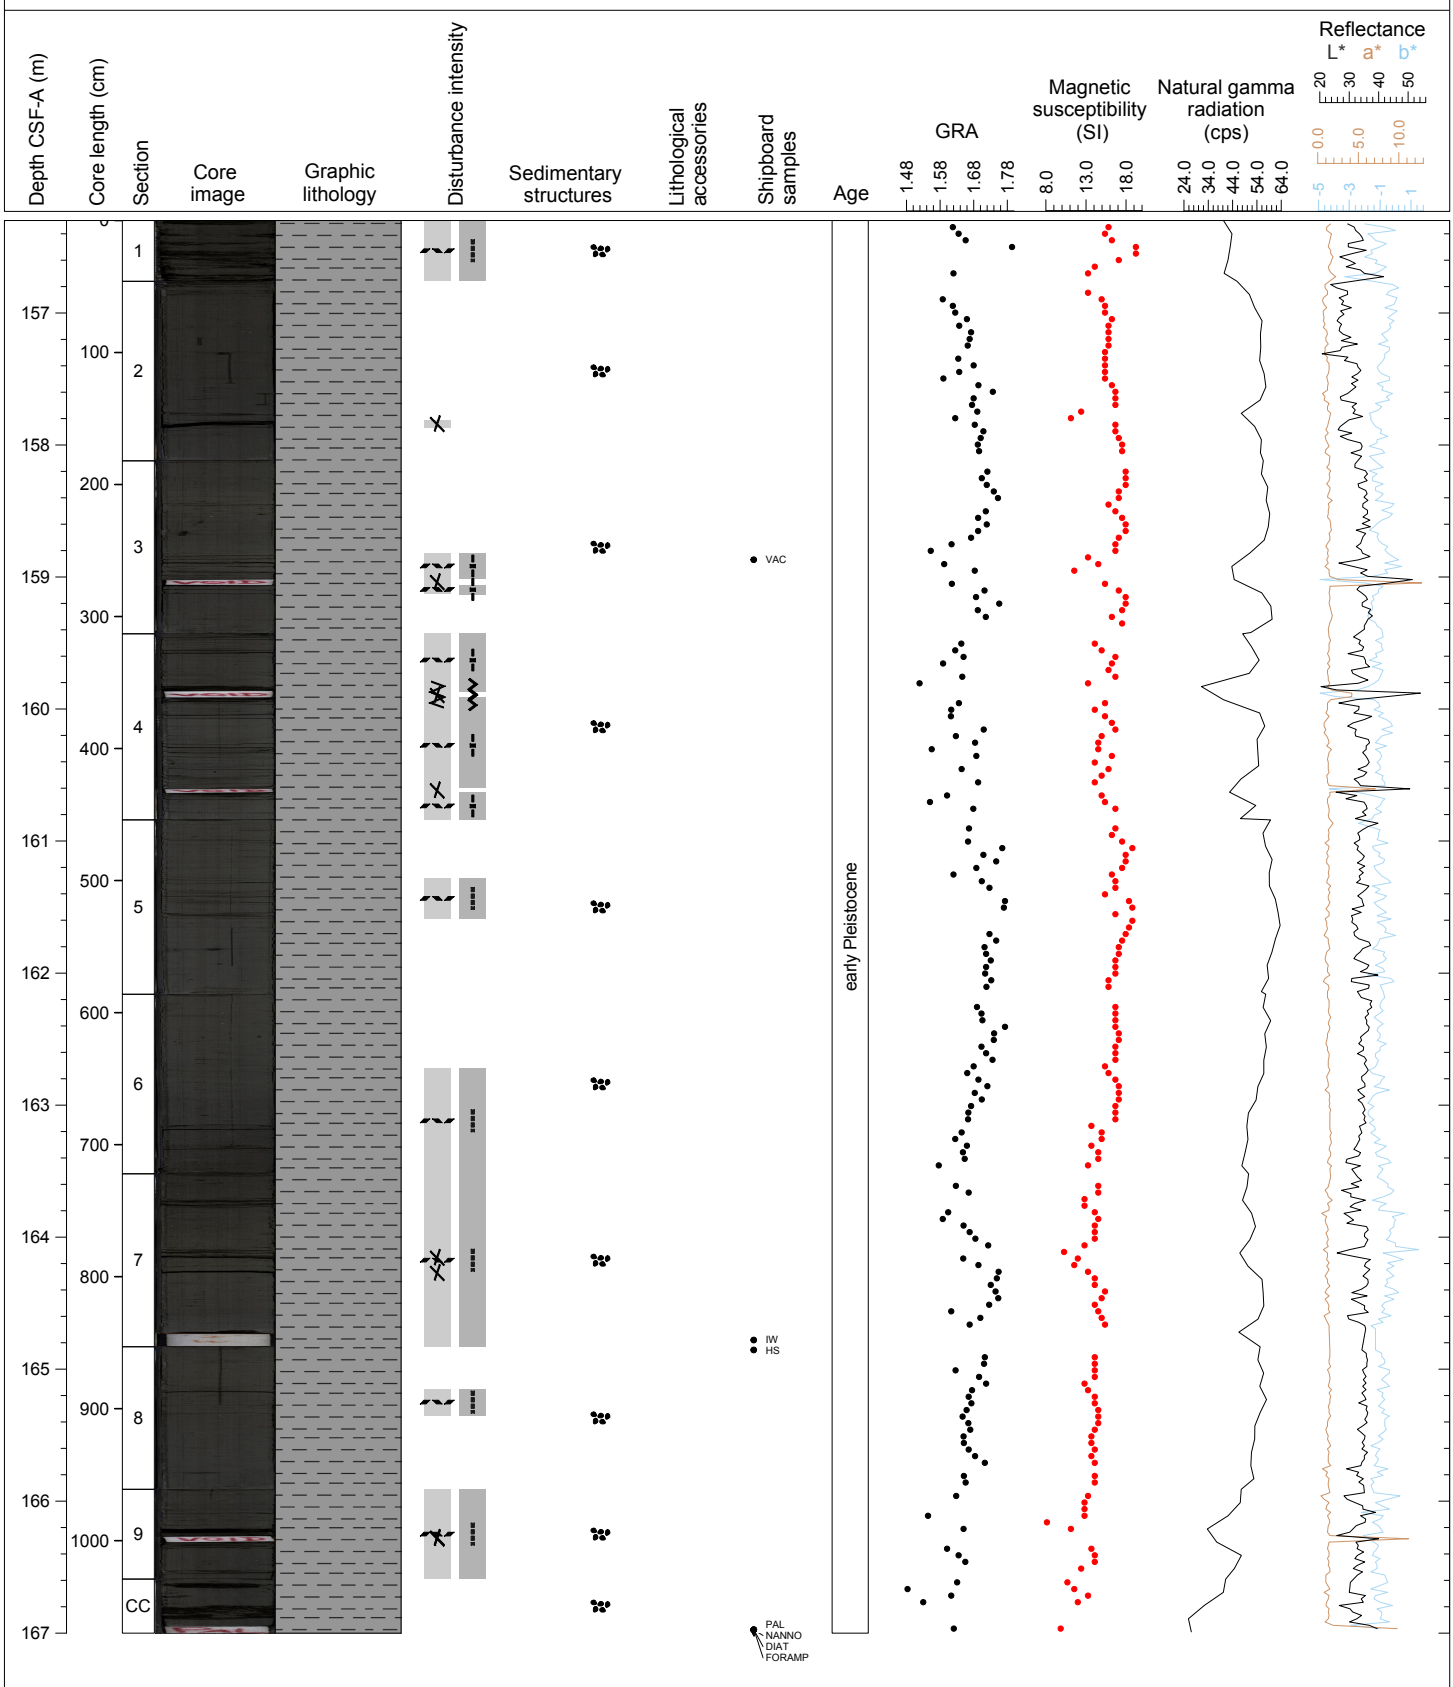 Depth CSF-A (m)
Core length (cm)
Section
Core
image
Graphic
lithology
Disturbance intensity
Sedimentary
structures
Lithological
accessories
Shipboard
samples
Age
GRA
1.48 1.58 1.68 1.78
Magnetic
susceptibility
(SI)
8.0 13.0 18.0
Natural gamma
radiation
(cps)
24.0 34.0 44.0 54.0 64.0
Reflectance
L* a* b*
20 30 40 50
0.0 5.0 10.0
-5 -3 -1 1
0
1
157
100
2
158
200
3
VAC
159
VOID
300
VOID
160
4
400
161
500
5
early Pleistocene
162
600
6
163
700
164
7
800
IW
HS
165
900
8
166
9
1000
VOID
CC
PAL
167
NANNO
DIAT
FORAMP